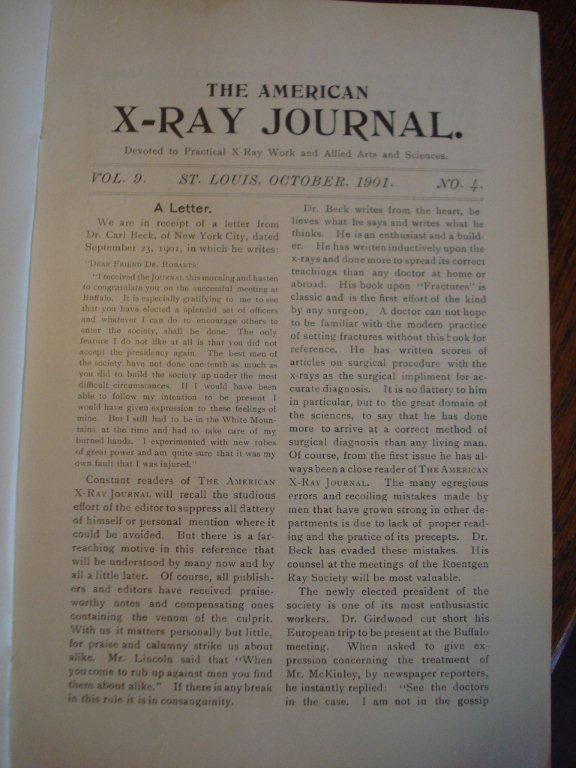 THE AMERICAN
X-RAY JOURNAL.
Devoted to Practical X-Ray Work and Allied Arts and Sciences.
VOL. 9. ST. LOUIS, OCTOBER, 1901. NO. 4.
A Letter.
We are in receipt of a letter from
Dr. Carl Beck, of New York City, dated
September 23, 1901, in which he writes:
"DEAR FRIEND DR. ROBARTS:
"I received the JOURNAL this morning and hasten
to congratulate you on the successful meeting at
Buffalo. It is especially gratifying to me to see
that you have elected a splendid set of officers
and whatever I can do to encourage others to
enter the society, shall be done. The only
feature I do not like at all is that you did not
accept the presidency again. The best men of
the society have not done one-tenth as much as
you did to build the society up under the most
difficult circumstances. If I would have been
able to follow my intention to be present I
would have given expression to these feelings of
mine. But I still had to be in the White Moun-
tains at the time and had to take care of my
burned hands. I experimented with new tubes
of great power and am quite sure that it was my
own fault that I was injured."
Constant readers of THE AMERICAN
X-RAY JOURNAL will recall the studious
effort of the editor to suppress all flattery
of himself or personal mention where it
could be avoided. But there is a far-
reaching motive in this reference that
will be understood by many now and by
all a little later. Of course, all publish-
ers and editors have received praise-
worthy notes and compensating ones
containing the venom of the culprit.
With us it matters personally but little,
for praise and calumny strike us about
alike. Mr. Lincoln said that "When
you come to rub up against men you find
them about alike." If there is any break
in this rule it is in consanguinity.
Dr. Beck writes from the heart, be
lieves what he says and writes what he
thinks. He is an enthusiast and a build-
er. He has written inductively upon the
x-rays and done more to spread its correct
teachings than any doctor at home or
abroad. His book upon "Fractures" is
classic and is the first effort of the kind
by any surgeon. A doctor can not hope
to be familiar with the modern practice
of setting fractures without this book for
reference. He has written scores of
articles on surgical procedure with the
x-rays as the surgical impliment for ac-
curate diagnosis. It is no flattery to him
in particular, but to the great domain of
the sciences, to say that he has done
more to arrive at a correct method of
surgical diagnosis than any living man.
Of course, from the first issue he has al-
ways been a close reader of THE AMERICAN
X-RAY JOURNAL. The many egregious
errors and recoiling mistakes made by
men that have grown strong in other de-
partments is due to lack of proper read-
ing and the pratice of its precepts. Dr.
Beck has evaded these mistakes. His
counsel at the meetings of the Roentgen
Ray Society will be most valuable.
The newly elected president of the
society is one of its most enthusiastic
workers. Dr. Girdwood cut short his
European trip to be present at the Buffalo
meeting. When asked to give ex-
pression concerning the treatment of
Mr. McKinley, by newspaper reporters,
he instantly replied: "See the doctors
in the case. I am not in the gossip